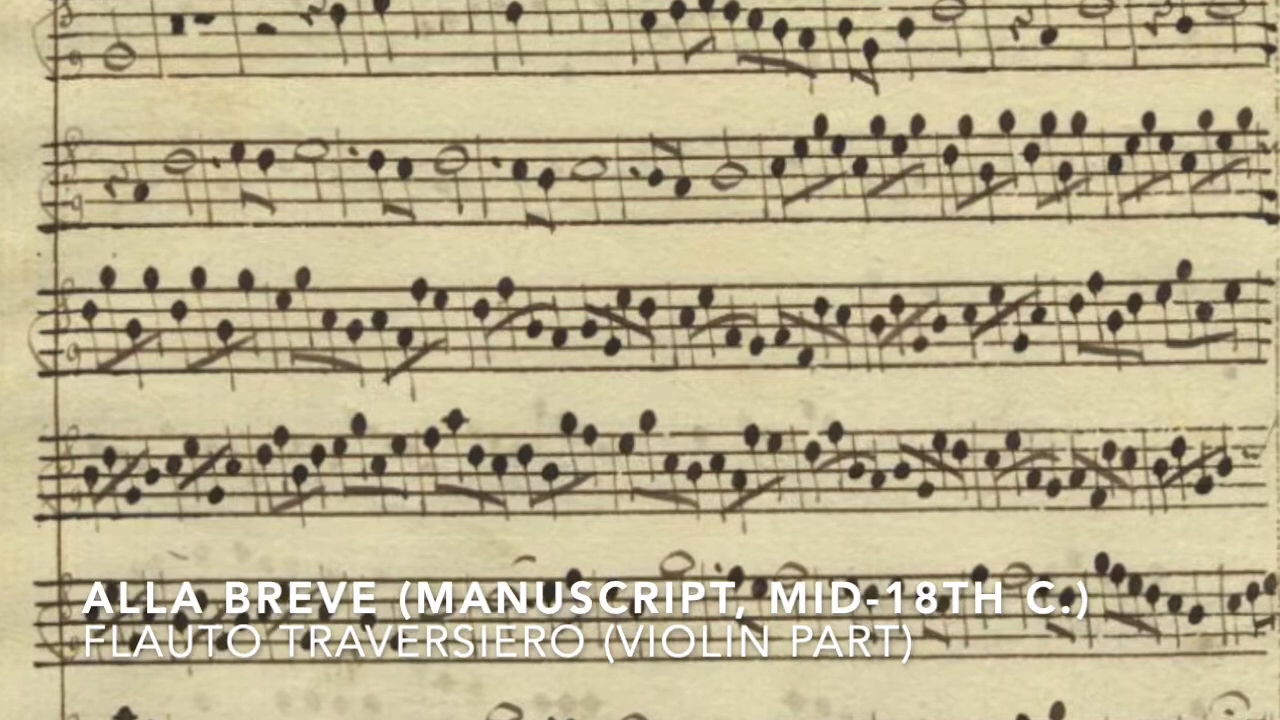 ALLA BREVE (MANUSCRIPT, MID-18TH C.)
FLAUTO TRAVERSIERO (VIOLIN PART)